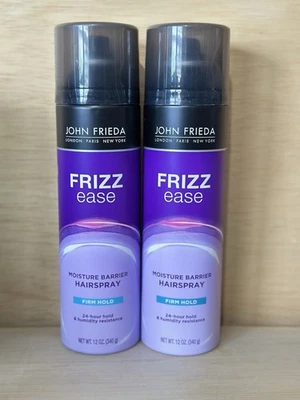 JOHN FRIEDA
LONDON · PARIS · NEW YORK
FRIZZ
ease
MOISTURE BARRIER
HAIRSPRAY
FIRM HOLD
24-hour hold
& humidity resistance
NET WT. 12 OZ. (340 g)
JOHN FRIEDA
LONDON · PARIS · NEW YORK
FRIZZ
ease
MOISTURE BARRIER
HAIRSPRAY
FIRM HOLD
24-hour hold
& humidity resistance
NET WT. 12 OZ. (340 g)